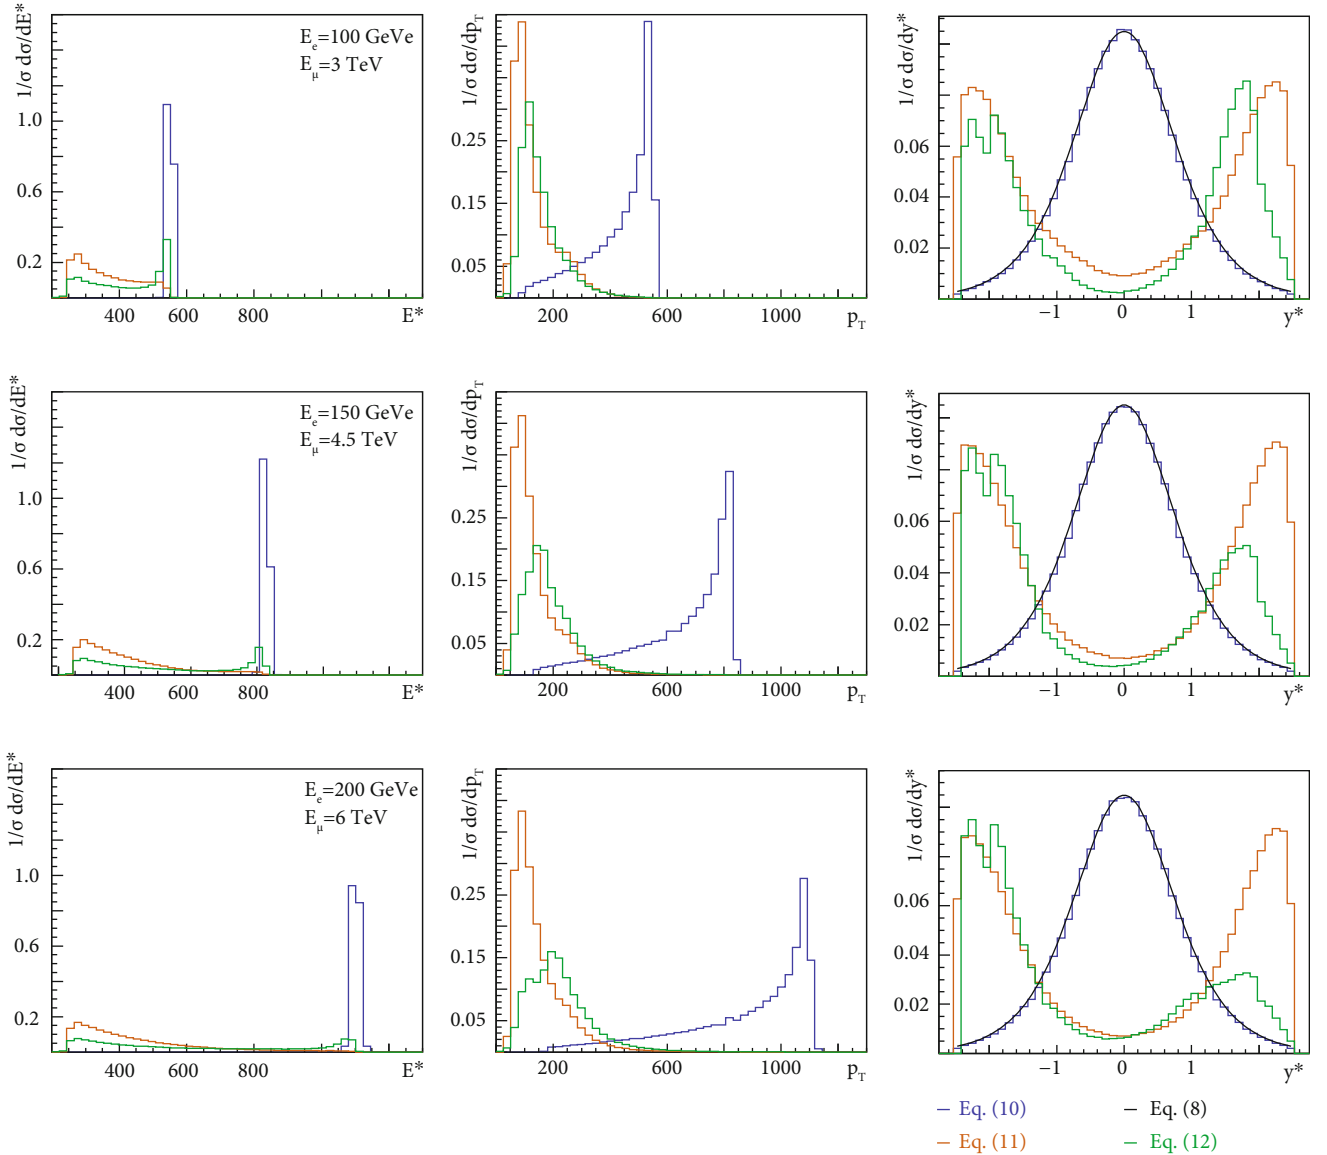 1/σ dσ/dE*
E_e=100 GeVe
E_μ=3 TeV
1.0
0.6
0.2
400 600 800 E*
1/σ dσ/dp_T
0.25
0.15
0.05
200 600 1000 p_T
1/σ dσ/dy*
0.06
0.04
0.02
−1 0 1 y*
1/σ dσ/dE*
E_e=150 GeVe
E_μ=4.5 TeV
1.0
0.6
0.2
400 600 800 E*
1/σ dσ/dp_T
0.25
0.15
0.05
200 600 1000 p_T
1/σ dσ/dy*
0.06
0.04
0.02
−1 0 1 y*
1/σ dσ/dE*
E_e=200 GeVe
E_μ=6 TeV
1.0
0.6
0.2
400 600 800 E*
1/σ dσ/dp_T
0.25
0.15
0.05
200 600 1000 p_T
1/σ dσ/dy*
0.06
0.04
0.02
−1 0 1 y*
Eq. (10)
Eq. (8)
Eq. (11)
Eq. (12)